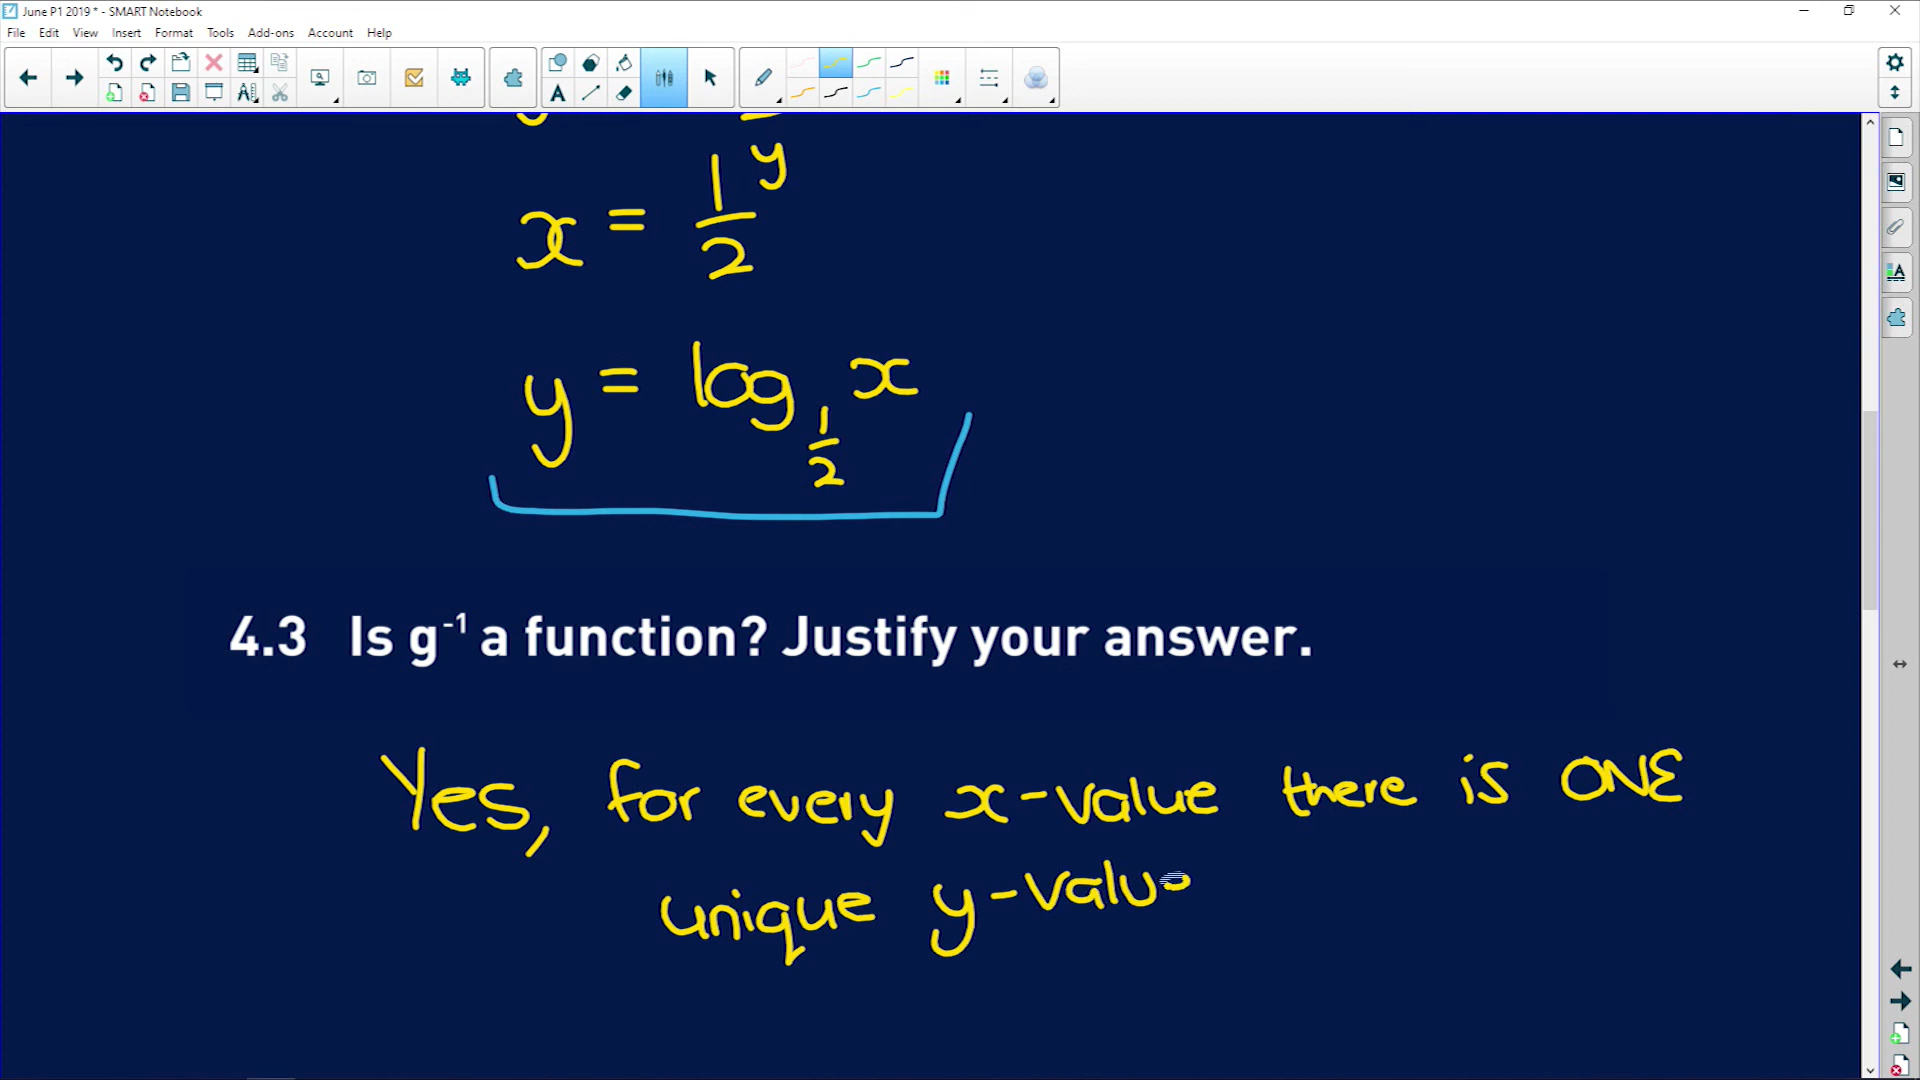 June P1 2019 * - SMART Notebook
File Edit View Insert Format Tools Add-ons Account Help
x = 1/2^y
y = log_1/2 x
4.3 Is g⁻¹ a function? Justify your answer.
Yes, for every x-value there is ONE
unique y-value